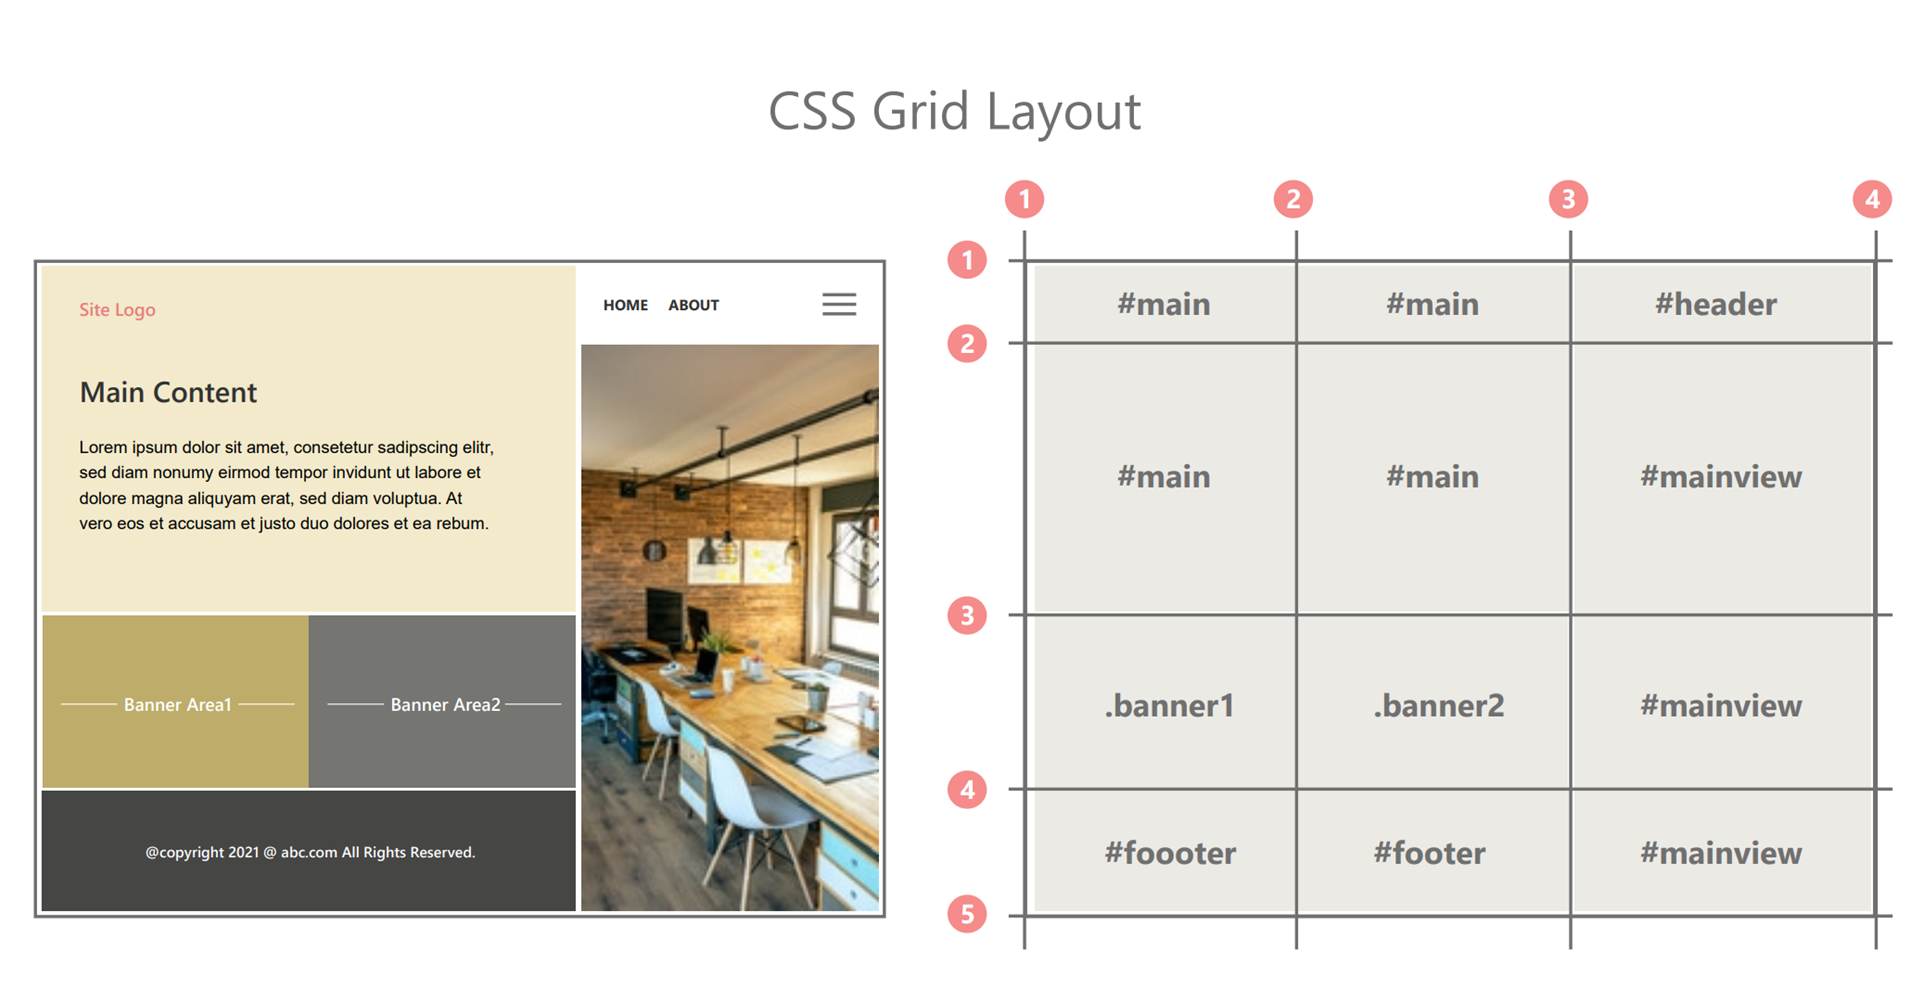 CSS Grid Layout
Site Logo
HOME ABOUT
Main Content
Lorem ipsum dolor sit amet, consetetur sadipscing elitr,
sed diam nonumy eirmod tempor invidunt ut labore et
dolore magna aliquyam erat, sed diam voluptua. At
vero eos et accusam et justo duo dolores et ea rebum.
Banner Area1
Banner Area2
@copyright 2021 @ abc.com All Rights Reserved.
1 2 3 4
1
#main #main #header
2
#main #main #mainview
3
.banner1 .banner2 #mainview
4
#foooter #footer #mainview
5